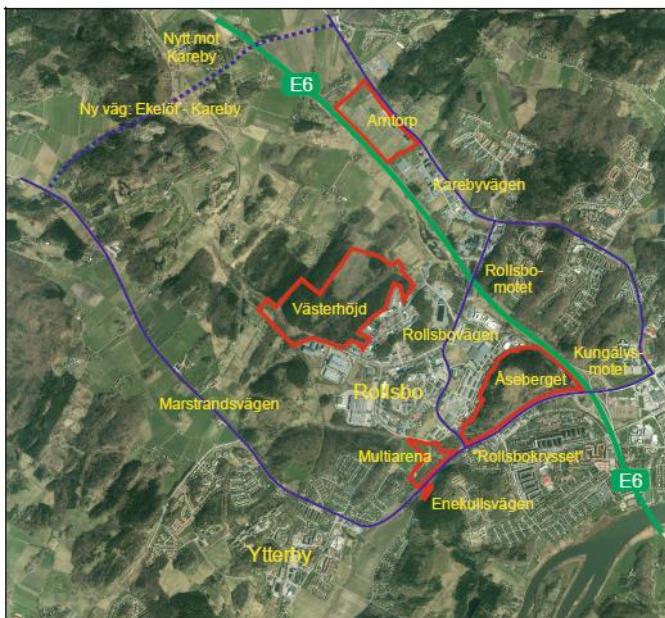 Nytt mot
Kareby
E6
Ny väg: Ekelöf - Kareby
Arntorp
Karebyvägen
Rollsbo-
motet
Västerhöjd
Rollsbovägen
Kungälvs-
motet
Åseberget
Rollsbo
Marstrandsvägen
Multiarena
"Rollsbokrysset"
E6
Enekullsvägen
Ytterby